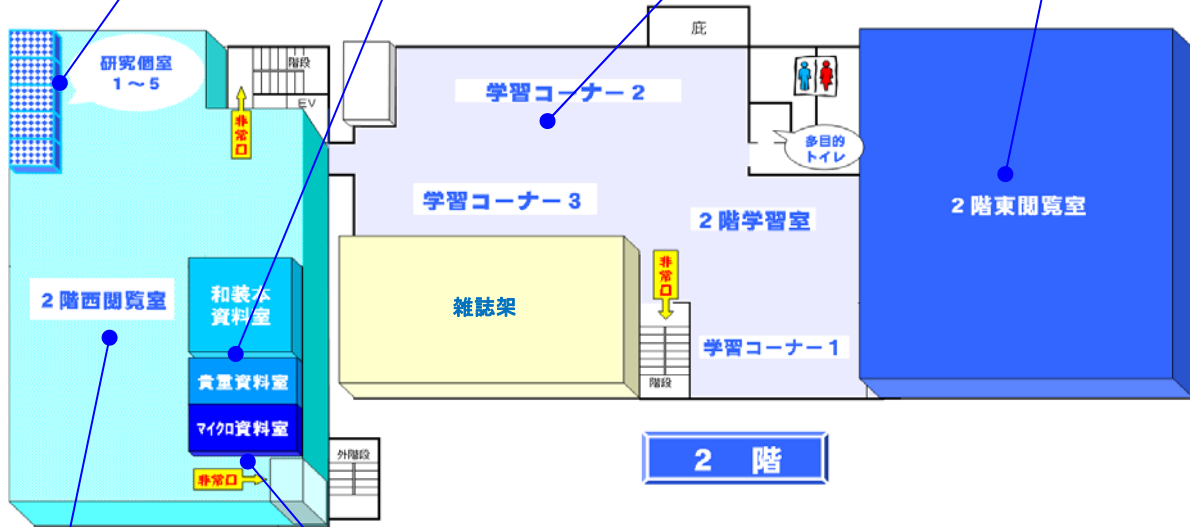 庇
研究個室
１～５
階段
EV
非常口
学習コーナー２
多目的
トイレ
学習コーナー３
２階学習室
２階東閲覧室
非常口
２階西閲覧室
和装本
資料室
雑誌架
学習コーナー１
貴重資料室
階段
マイクロ資料室
外階段
非常口
２　階